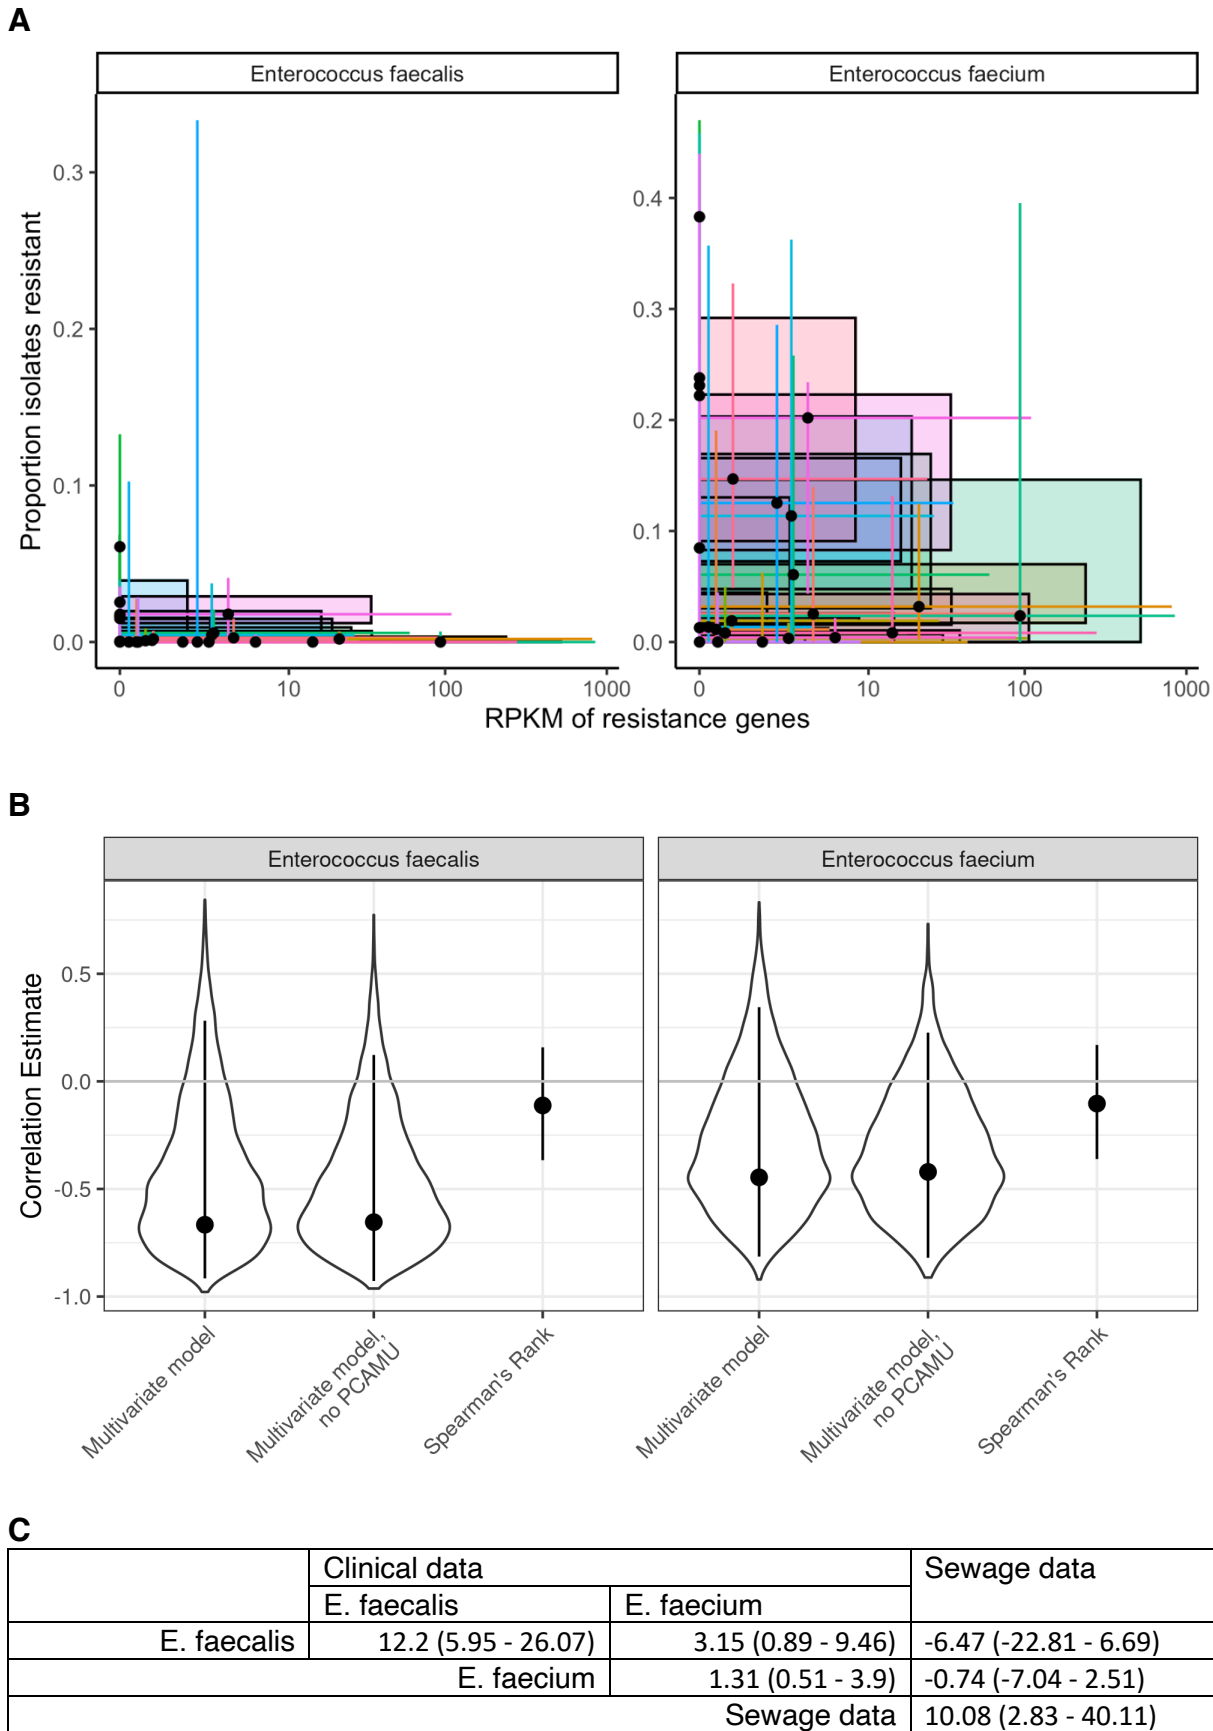 A
Enterococcus faecalis
Enterococcus faecium
Proportion isolates resistant
0.3
0.2
0.1
0.0
0.4
0.3
0.2
0.1
0.0
0 10 100 1000
0 10 100 1000
RPKM of resistance genes
B
Enterococcus faecalis
Enterococcus faecium
Correlation Estimate
0.5
0.0
-0.5
-1.0
Multivariate model
Multivariate model,
no PCAMU
Spearman's Rank
Multivariate model
Multivariate model,
no PCAMU
Spearman's Rank
C
Clinical data Sewage data
E. faecalis E. faecium
E. faecalis 12.2 (5.95 - 26.07) 3.15 (0.89 - 9.46) -6.47 (-22.81 - 6.69)
E. faecium 1.31 (0.51 - 3.9) -0.74 (-7.04 - 2.51)
Sewage data 10.08 (2.83 - 40.11)